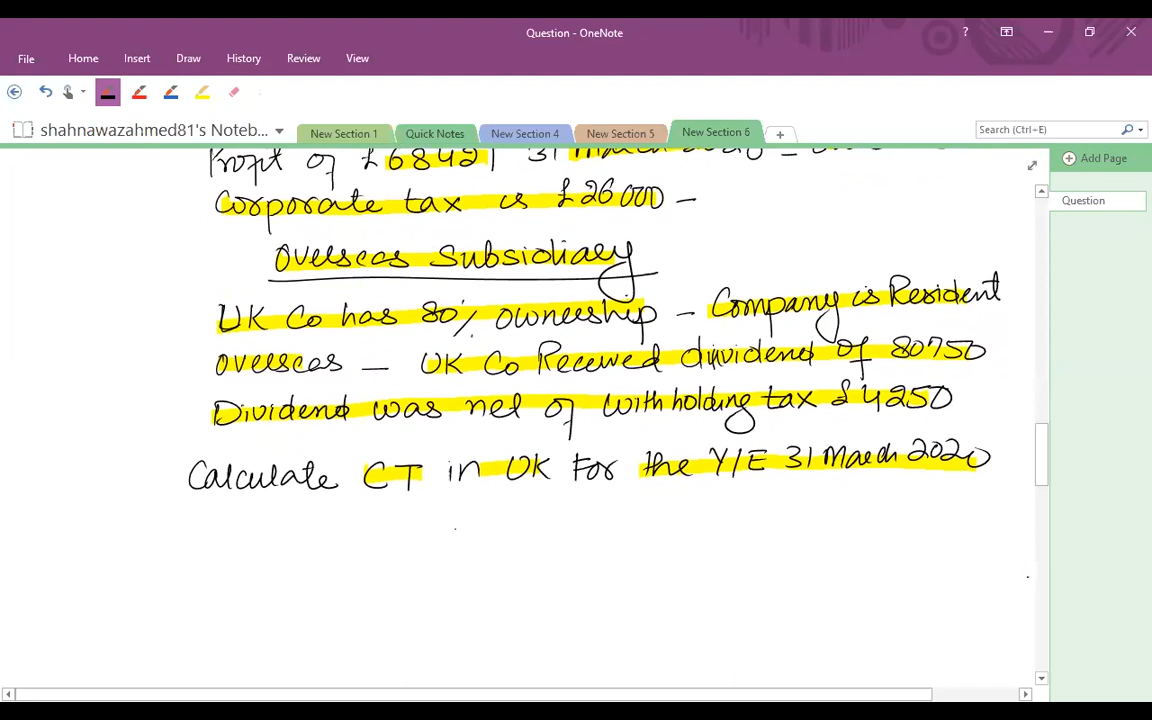 Question - OneNote
?
File Home Insert Draw History Review View
shahnawazahmed81's Noteb...
New Section 1
Quick Notes
New Section 4
New Section 5
New Section 6
Search (Ctrl+E)
Add Page
Question
Profit of £68421 31 March 2020 -
Corporate tax is £26000 -
Overseas Subsidiary
UK Co has 80% ownership - Company is Resident
overseas - UK Co Received dividend of 80750
Dividend was net of withholding tax £4250
Calculate CT in UK for the Y/E 31 March 2020